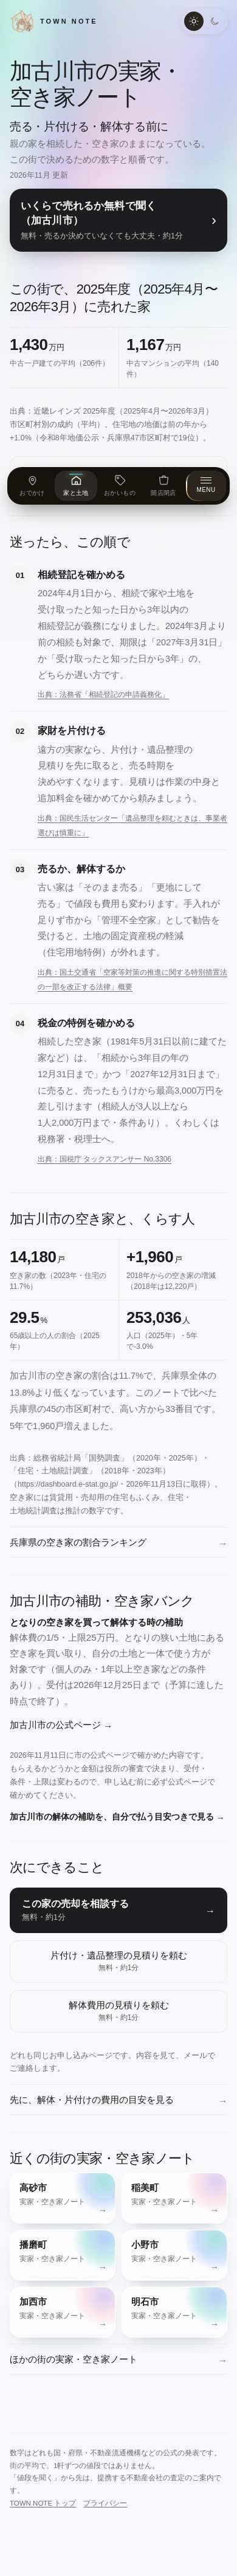 TOWN NOTE
加古川市の実家・
空き家ノート
売る・片付ける・解体する前に
親の家を相続した・空き家のままになっている。
この街で決めるための数字と順番です。
2026年11月 更新
いくらで売れるか無料で聞く
（加古川市）
›
無料・売るか決めていなくても大丈夫・約1分
この街で、2025年度（2025年4月〜
2026年3月）に売れた家
1,430万円
中古一戸建ての平均（206件）
1,167万円
中古マンションの平均（140
件）
出典：近畿レインズ 2025年度（2025年4月〜2026年3月）
市区町村別の成約（平均）。住宅地の地価は前の年から
+1.0%（令和8年地価公示・兵庫県47市区町村で19位）。
おでかけ
家と土地
おかいもの
開店閉店
MENU
迷ったら、この順で
01
相続登記を確かめる
2024年4月1日から、相続で家や土地を
受け取ったと知った日から3年以内の
相続登記が義務になりました。2024年3月より
前の相続も対象で、期限は「2027年3月31日」
か「受け取ったと知った日から3年」の、
どちらか遅い方です。
出典：法務省「相続登記の申請義務化」
02
家財を片付ける
遠方の実家なら、片付け・遺品整理の
見積りを先に取ると、売る時期を
決めやすくなります。見積りは作業の中身と
追加料金を確かめてから頼みましょう。
出典：国民生活センター「遺品整理を頼むときは、事業者
選びは慎重に」
03
売るか、解体するか
古い家は「そのまま売る」「更地にして
売る」で値段も費用も変わります。手入れが
足りず市から「管理不全空家」として勧告を
受けると、土地の固定資産税の軽減
（住宅用地特例）が外れます。
出典：国土交通省「空家等対策の推進に関する特別措置法
の一部を改正する法律」概要
04
税金の特例を確かめる
相続した空き家（1981年5月31日以前に建てた
家など）は、「相続から3年目の年の
12月31日まで」かつ「2027年12月31日まで」
に売ると、売ったもうけから最高3,000万円を
差し引けます（相続人が3人以上なら
1人2,000万円まで・条件あり）。くわしくは
税務署・税理士へ。
出典：国税庁 タックスアンサー No.3306
加古川市の空き家と、くらす人
14,180戸
空き家の数（2023年・住宅の
11.7%）
+1,960戸
2018年からの空き家の増減
（2018年は12,220戸）
29.5%
65歳以上の人の割合（2025
年）
253,036人
人口（2025年）・5年
で-3.0%
加古川市の空き家の割合は11.7%で、兵庫県全体の
13.8%より低くなっています。このノートで比べた
兵庫県の45の市区町村で、高い方から33番目です。
5年で1,960戸増えました。
出典：総務省統計局「国勢調査」（2020年・2025年）・
「住宅・土地統計調査」（2018年・2023年）
（https://dashboard.e-stat.go.jp/・2026年11月13日に取得）。
空き家には賃貸用・売却用の住宅もふくみ、住宅・
土地統計調査は推計の数字です。
兵庫県の空き家の割合ランキング →
加古川市の補助・空き家バンク
となりの空き家を買って解体する時の補助
解体費の1/5・上限25万円。となりの狭い土地にある
空き家を買い取り、自分の土地と一体で使う方が
対象です（個人のみ・1年以上空き家などの条件
あり）。受付は2026年12月25日まで（予算に達した
時点で終了）。
加古川市の公式ページ →
2026年11月11日に市の公式ページで確かめた内容です。
もらえるかどうかと金額は役所の審査で決まり、受付・
条件・上限は変わるので、申し込む前に必ず公式ページで
確かめてください。
加古川市の解体の補助を、自分で払う目安つきで見る →
次にできること
この家の売却を相談する
無料・約1分
→
片付け・遺品整理の見積りを頼む
無料・約1分
解体費用の見積りを頼む
無料・約1分
どれも同じお申し込みページです。内容を見て、メールで
ご連絡します。
先に、解体・片付けの費用の目安を見る →
近くの街の実家・空き家ノート
高砂市
実家・空き家ノート
→
稲美町
実家・空き家ノート
→
播磨町
実家・空き家ノート
→
小野市
実家・空き家ノート
→
加西市
実家・空き家ノート
→
明石市
実家・空き家ノート
→
ほかの街の実家・空き家ノート →
数字はどれも国・府県・不動産流通機構などの公式の発表です。
街の平均で、1軒ずつの値段ではありません。
「値段を聞く」から先は、提携する不動産会社の査定のご案内で
す。
TOWN NOTE トップ プライバシー